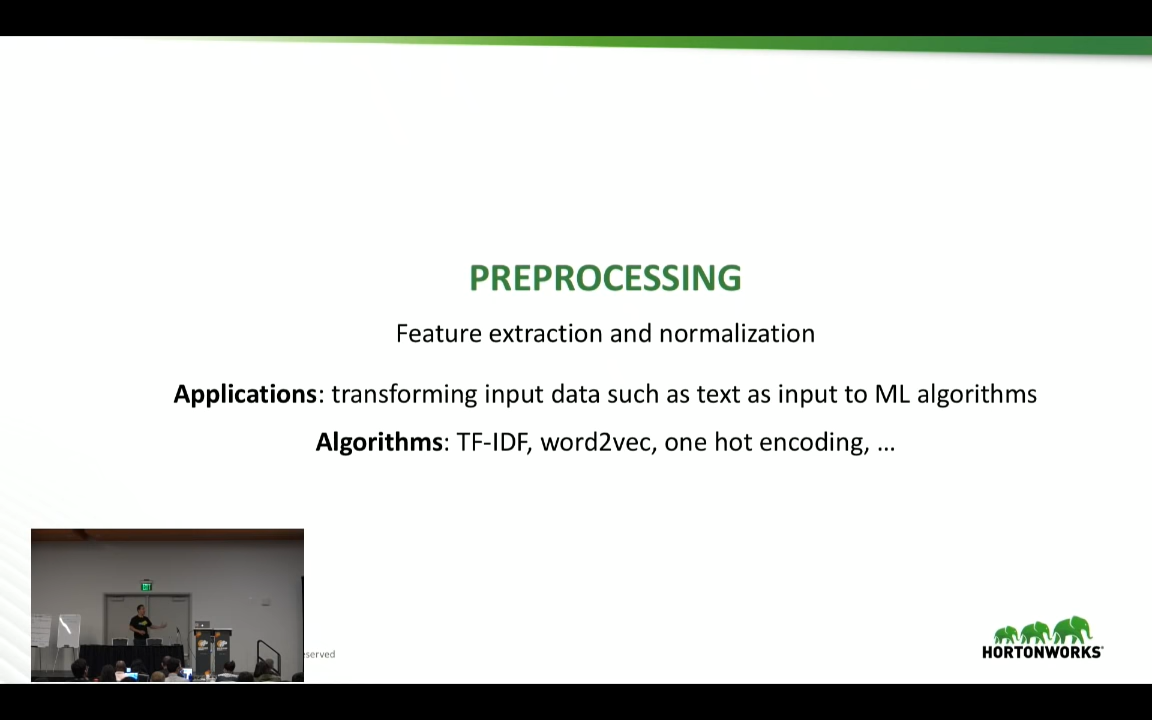 PREPROCESSING
Feature extraction and normalization
Applications: transforming input data such as text as input to ML algorithms
Algorithms: TF-IDF, word2vec, one hot encoding, ...
served
HORTONWORKS